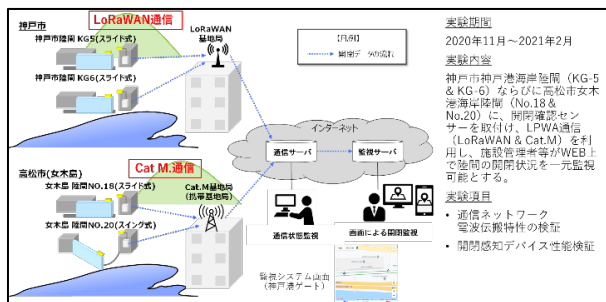 神戸市
LoRaWAN通信
神戸市陸閘 KG5(スライド式)
神戸市陸閘 KG6(スライド式)
LoRaWAN
基地局
【凡例】
開閉データの流れ
インターネット
通信サーバ
監視サーバ
Cat.M通信
高松市(女木島)
女木島 陸閘NO.18(スライド式)
女木島 陸閘NO.20(スイング式)
Cat.M基地局
(携帯基地局)
通信状態監視
画面による開閉監視
監視システム画面
(神戸港ゲート)
実験期間
2020年11月～2021年2月
実験内容
神戸市神戸港海岸陸閘（KG-5
& KG-6）ならびに高松市女木
港海岸陸閘（No.18 &
No.20）に、開閉確認セン
サーを取付け、LPWA通信
（LoRaWAN & Cat.M）を利
用し、施設管理者等がWEB上
で陸閘の開閉状況を一元監視
可能とする。
実験項目
• 通信ネットワーク
電波伝搬特性の検証
• 開閉感知デバイス性能検証